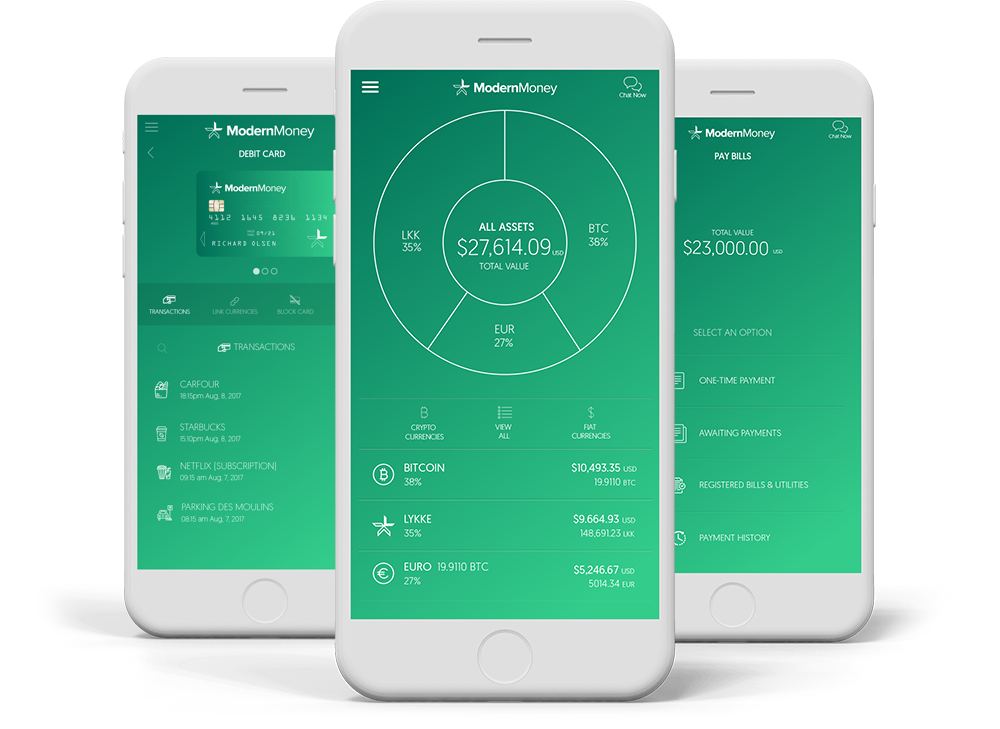 ModernMoney
DEBIT CARD
ModernMoney
4112 1645 8236 1134
09/21
RICHARD OLSEN
TRANSACTIONS
LINK CURRENCIES
BLOCK CARD
TRANSACTIONS
CARFOUR
18:15pm Aug, 8, 2017
STARBUCKS
15:10pm Aug, 8, 2017
NETFLIX (SUBSCRIPTION)
09:15 am Aug, 7, 2017
PARKING DES MOULINS
08:15 am Aug, 7, 2017
ModernMoney
Chat Now
LKK
35%
ALL ASSETS
$27,614.09 USD
TOTAL VALUE
BTC
38%
EUR
27%
CRYPTO
CURRENCIES
VIEW
ALL
FIAT
CURRENCIES
BITCOIN
38%
$10,493.35 USD
19.9110 BTC
LYKKE
35%
$9.664,93 USD
148,691.23 LKK
EURO 19.9110 BTC
27%
$5,246.67 USD
5014.34 EUR
ModernMoney
Chat Now
PAY BILLS
TOTAL VALUE
$23,000.00 USD
SELECT AN OPTION
ONE-TIME PAYMENT
AWAITING PAYMENTS
REGISTERED BILLS & UTILITIES
PAYMENT HISTORY